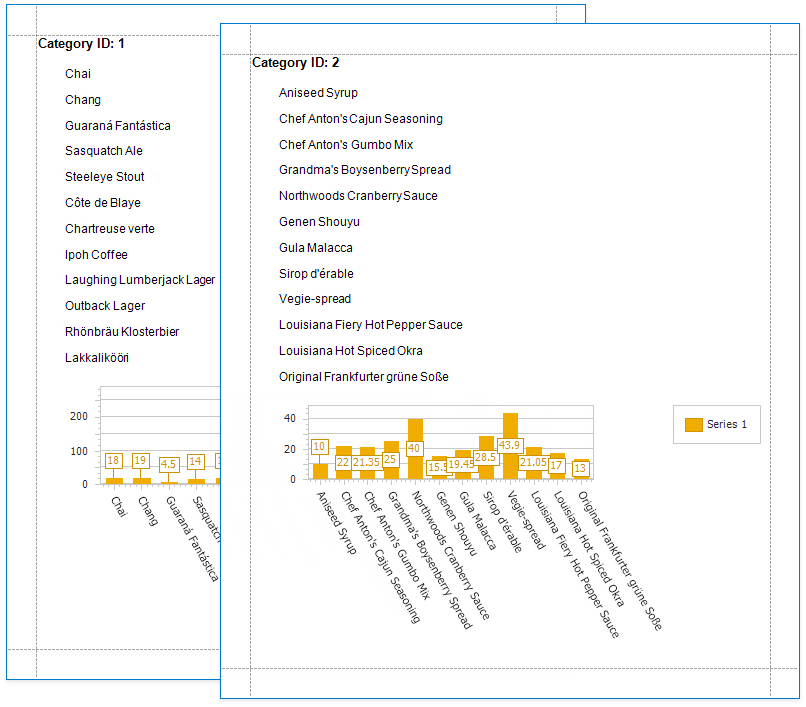 Category ID: 1
Chai
Chang
Guaraná Fantástica
Sasquatch Ale
Steeleye Stout
Côte de Blaye
Chartreuse verte
Ipoh Coffee
Laughing Lumberjack Lager
Outback Lager
Rhönbräu Klosterbier
Lakkalikööri
200
100
0
18
19
4.5
14
Chai
Chang
Guaraná Fantástica
Sasquatch
Category ID: 2
Aniseed Syrup
Chef Anton's Cajun Seasoning
Chef Anton's Gumbo Mix
Grandma's Boysenberry Spread
Northwoods Cranberry Sauce
Genen Shouyu
Gula Malacca
Sirop d'érable
Vegie-spread
Louisiana Fiery Hot Pepper Sauce
Louisiana Hot Spiced Okra
Original Frankfurter grüne Soße
40
20
0
10
22
21.35
25
40
15.5
19.45
28.5
43.9
21.05
17
13
Aniseed Syrup
Chef Anton's Cajun Seasoning
Chef Anton's Gumbo Mix
Grandma's Boysenberry Spread
Northwoods Cranberry Sauce
Genen Shouyu
Gula Malacca
Sirop d'érable
Vegie-spread
Louisiana Fiery Hot Pepper Sauce
Louisiana Hot Spiced Okra
Original Frankfurter grüne Soße
Series 1